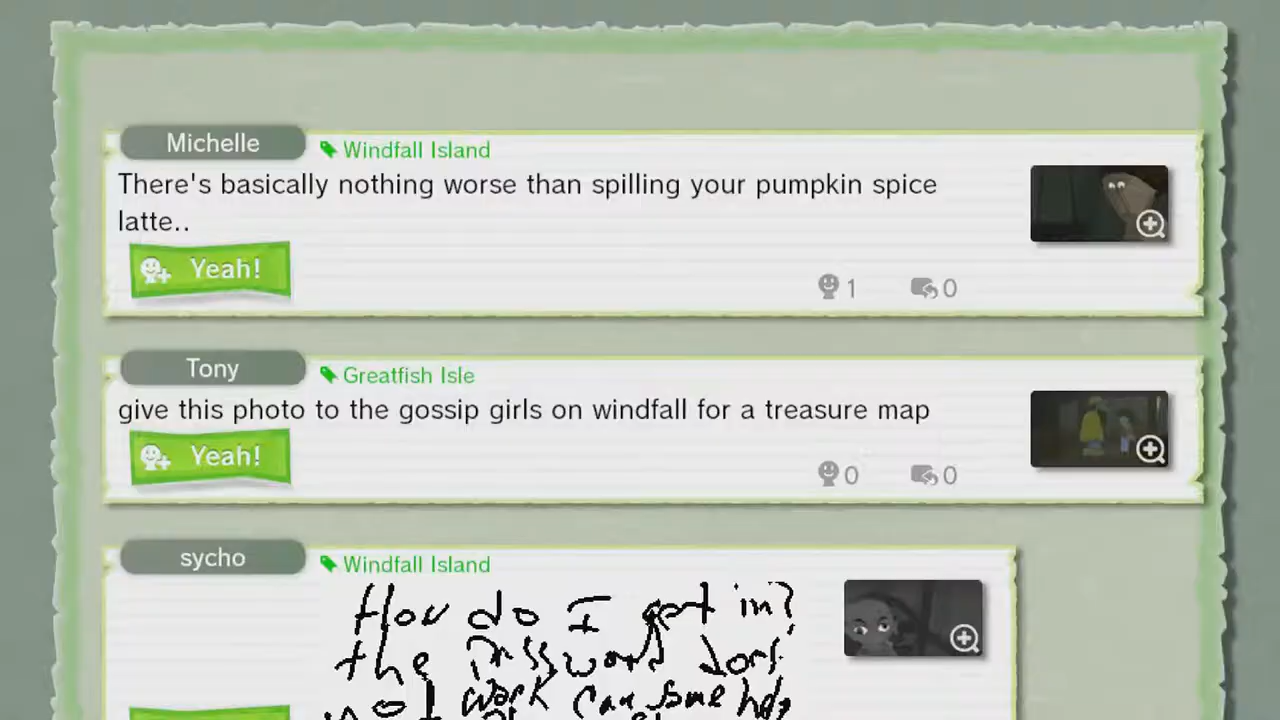 Michelle
Windfall Island
There's basically nothing worse than spilling your pumpkin spice
latte..
Yeah!
1
0
Tony
Greatfish Isle
give this photo to the gossip girls on windfall for a treasure map
Yeah!
0
0
sycho
Windfall Island
How do I get in?
the Password
not work can some